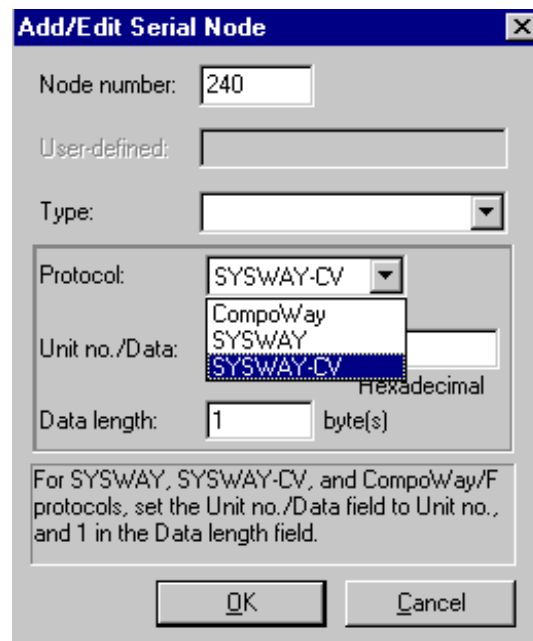 Add/Edit Serial Node
Node number: 240
User-defined:
Type:
Protocol: SYSWAY-CV
CompoWay
SYSWAY
SYSWAY-CV
Unit no./Data:
Hexadecimal
Data length: 1 byte(s)
For SYSWAY, SYSWAY-CV, and CompoWay/F
protocols, set the Unit no./Data field to Unit no.,
and 1 in the Data length field.
OK Cancel